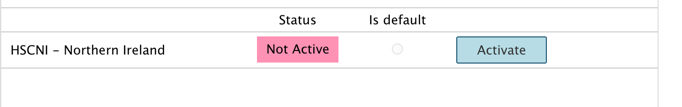 Status Is default
HSCNI - Northern Ireland Not Active Activate